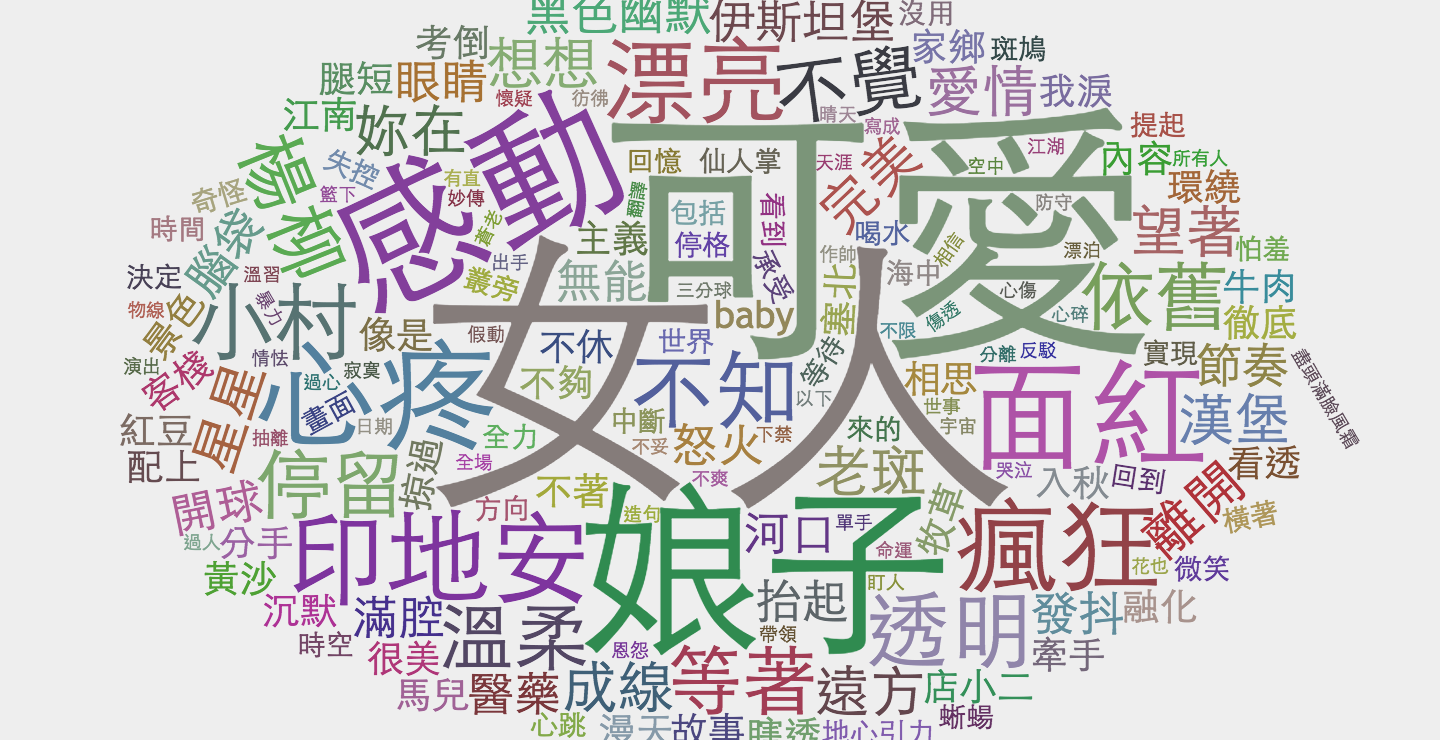 黑色幽默
伊斯坦堡
沒用
考倒
想想
漂亮
不覺
家鄉
斑鳩
腿短
眼睛
懷疑
彷彿
愛情
我淚
江南
妳在
感動
可愛
晴天
寫成
提起
楊柳
失控
有直
回憶
仙人掌
天涯
完美
空中
江湖
內容
所有人
奇怪
籃下
妙傳
翻譯
包括
看到
防守
環繞
時間
腦袋
蒼老
主義
停格
喝水
望著
怕羞
決定
溫習
出手
叢旁
無能
承受
作帥
相信
漂泊
物線
暴力
小村
三分球
塞北
海中
心傷
依舊
牛肉
景色
像是
假動
女人
baby
不限
傷透
心碎
徹底
演出
情怯
寂寞
不休
世界
等待
分離
反駁
實現
節奏
盡頭滿臉風霜
客棧
星星
過心
心疼
不夠
不知
相思
面紅
紅豆
畫面
日期
中斷
以下
世事
漢堡
配上
抽離
全力
不妥
怒火
下禁
來的
宇宙
開球
停留
掠過
全場
不著
不爽
老斑
哭泣
入秋
回到
看透
過人
分手
方向
造句
河口
單手
牧草
離開
橫著
黃沙
印地安
娘子
命運
瘋狂
花也
微笑
沉默
滿腔
溫柔
抬起
盯人
透明
發抖
融化
時空
很美
恩怨
帶領
牽手
馬兒
醫藥
成線
等著
遠方
店小二
心跳
漫天
故事
瞎透
地心引力
蜥蜴